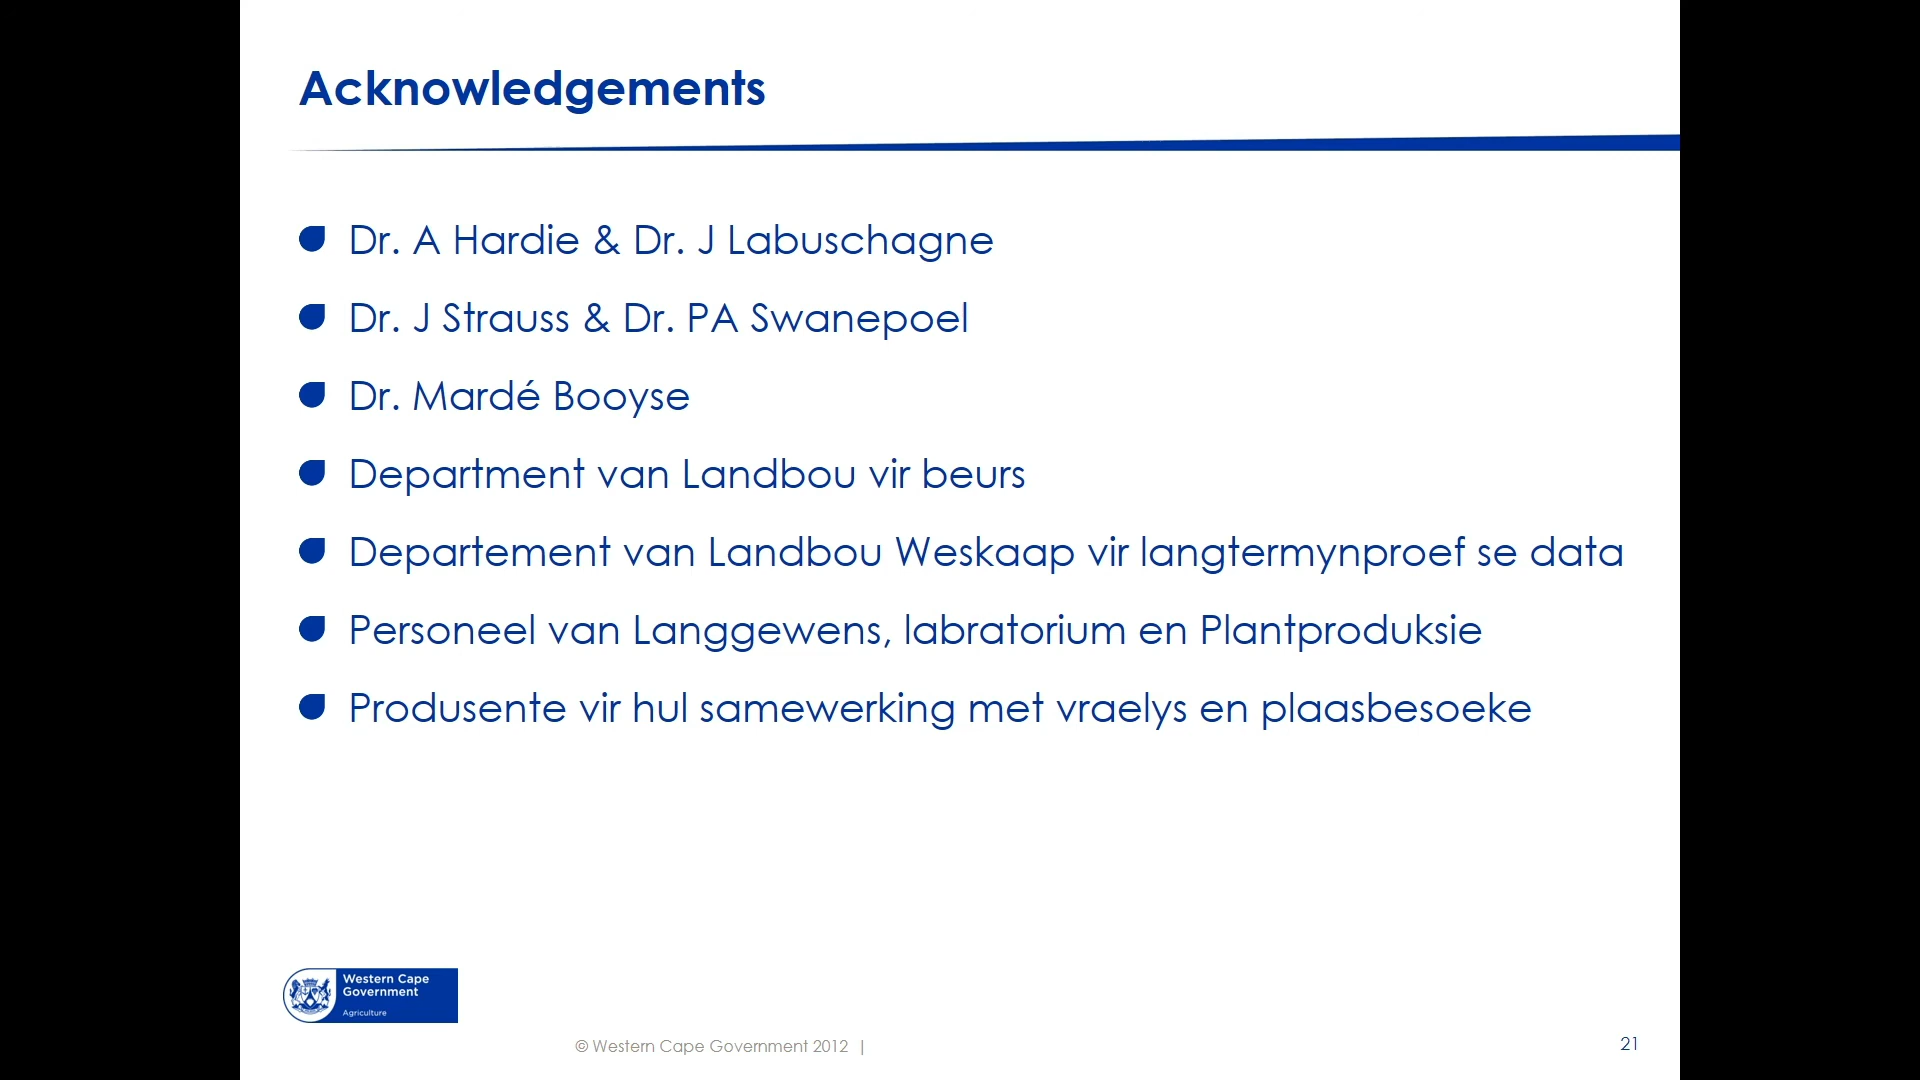 Acknowledgements
Dr. A Hardie & Dr. J Labuschagne
Dr. J Strauss & Dr. PA Swanepoel
Dr. Mardé Booyse
Department van Landbou vir beurs
Departement van Landbou Weskaap vir langtermynproef se data
Personeel van Langgewens, labratorium en Plantproduksie
Produsente vir hul samewerking met vraelys en plaasbesoeke
Western Cape
Government
Agriculture
© Western Cape Government 2012 |
21